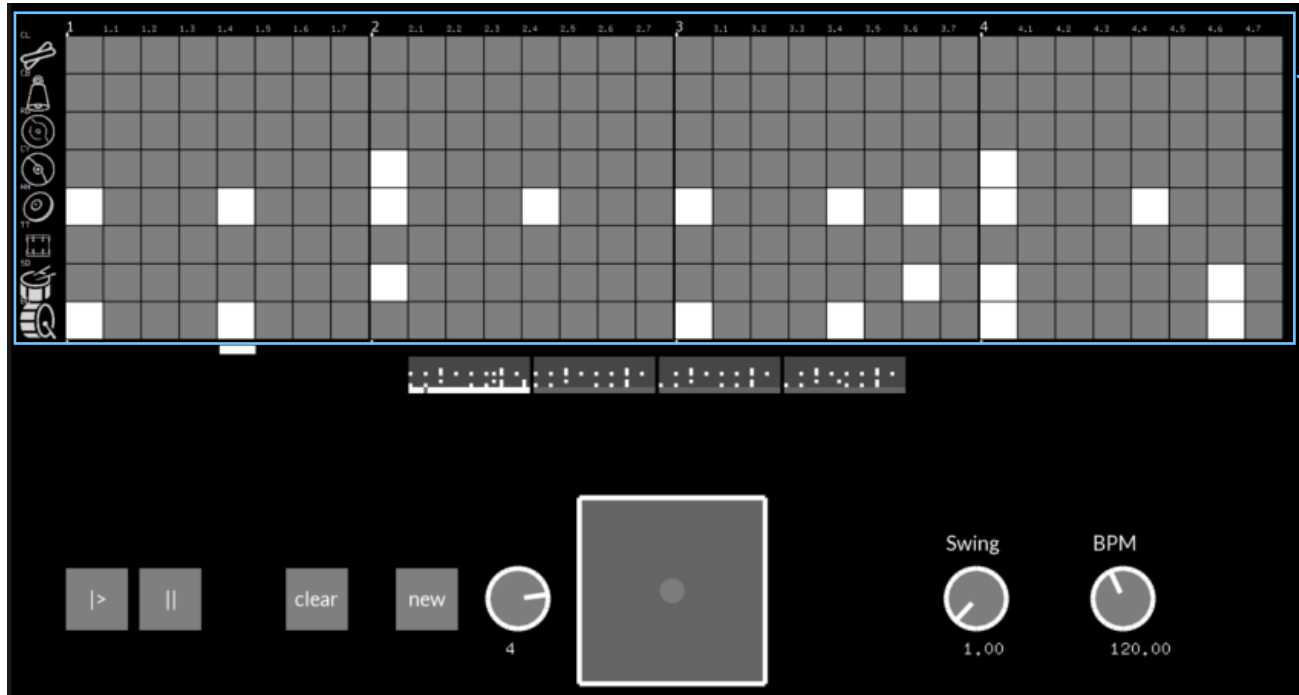 1 1.1 1.2 1.3 1.4 1.5 1.6 1.7 2 2.1 2.2 2.3 2.4 2.5 2.6 2.7 3 3.1 3.2 3.3 3.4 3.5 3.6 3.7 4 4.1 4.2 4.3 4.4 4.5 4.6 4.7
CL
CB
RD
CY
HH
TT
SD
Swing BPM
|> || clear new
4 1.00 120.00